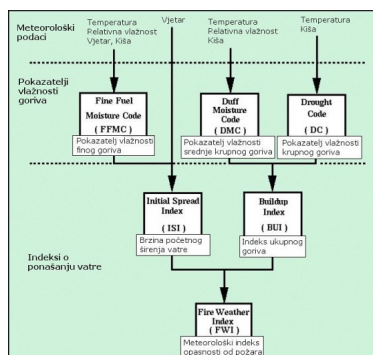 Meteorološki
podaci
Temperatura
Relativna vlažnost
Vjetar, Kiša
Vjetar
Temperatura
Relativna vlažnost
Kiša
Temperatura
Kiša
Pokazatelji
vlažnosti
goriva
Fine Fuel
Moisture Code
( FFMC )
Pokazatelj vlažnosti
finog goriva
Duff
Moisture
Code
(DMC)
Pokazatelj vlažnosti
srednje krupnog goriva
Drought
Code
( DC )
Pokazatelj vlažnosti
krupnog goriva
Indeksi o
ponašanju vatre
Initial Spread
Index
( ISI )
Brzina početnog
širenja vatre
Buildup
Index
( BUI )
Indeks ukupnog
goriva
Fire Weather
Index
( FWI )
Meteorološki indeks
opasnosti od požara